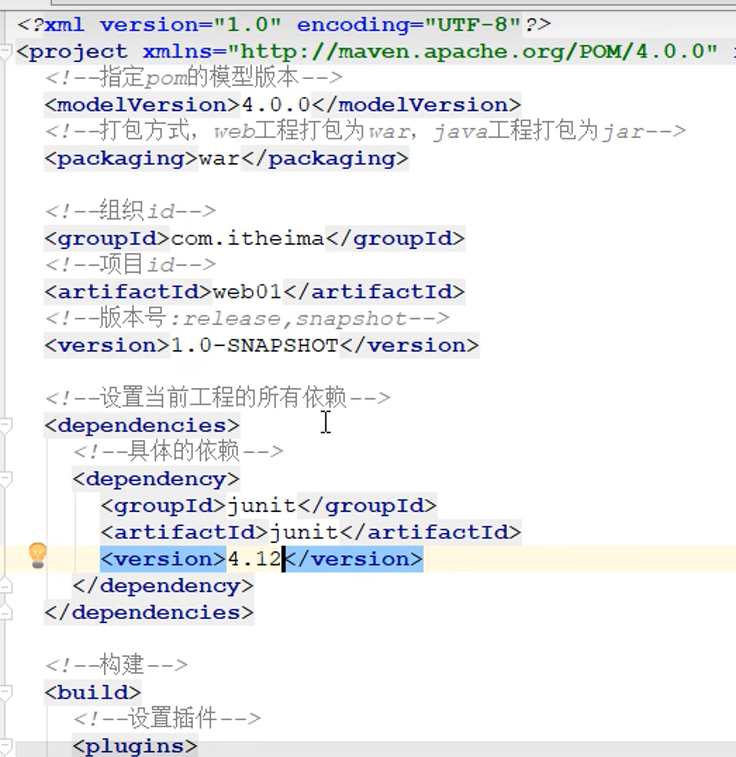 <?xml version="1.0" encoding="UTF-8"?>
<project xmlns="http://maven.apache.org/POM/4.0.0"
<!--指定pom的模型版本-->
<modelVersion>4.0.0</modelVersion>
<!--打包方式，web工程打包为war，java工程打包为jar-->
<packaging>war</packaging>
<!--组织id-->
<groupId>com.itheima</groupId>
<!--项目id-->
<artifactId>web01</artifactId>
<!--版本号:release,snapshot-->
<version>1.0-SNAPSHOT</version>
<!--设置当前工程的所有依赖-->
<dependencies>
<!--具体的依赖-->
<dependency>
<groupId>junit</groupId>
<artifactId>junit</artifactId>
<version>4.12</version>
</dependency>
</dependencies>
<!--构建-->
<build>
<!--设置插件-->
<plugins>